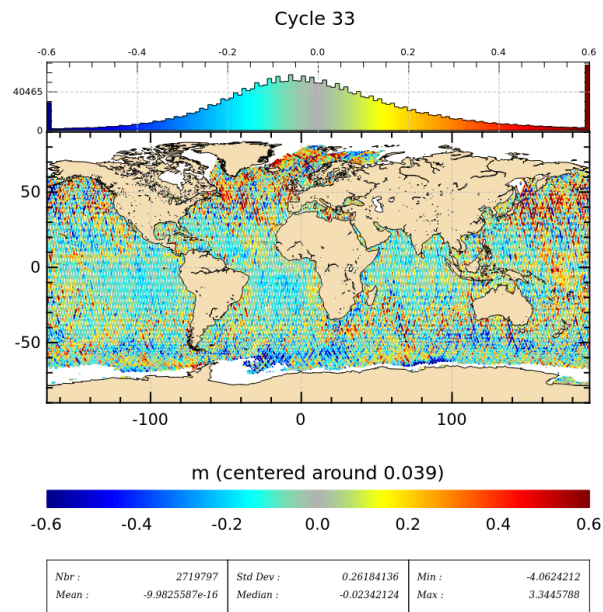 Cycle 33
-0.6 -0.4 -0.2 0.0 0.2 0.4 0.6
40465
0
50
0
-50
-100 0 100
m (centered around 0.039)
-0.6 -0.4 -0.2 0.0 0.2 0.4 0.6
Nbr : 2719797 Std Dev : 0.26184136 Min : -4.0624212
Mean : -9.9825587e-16 Median : -0.02342124 Max : 3.3445788